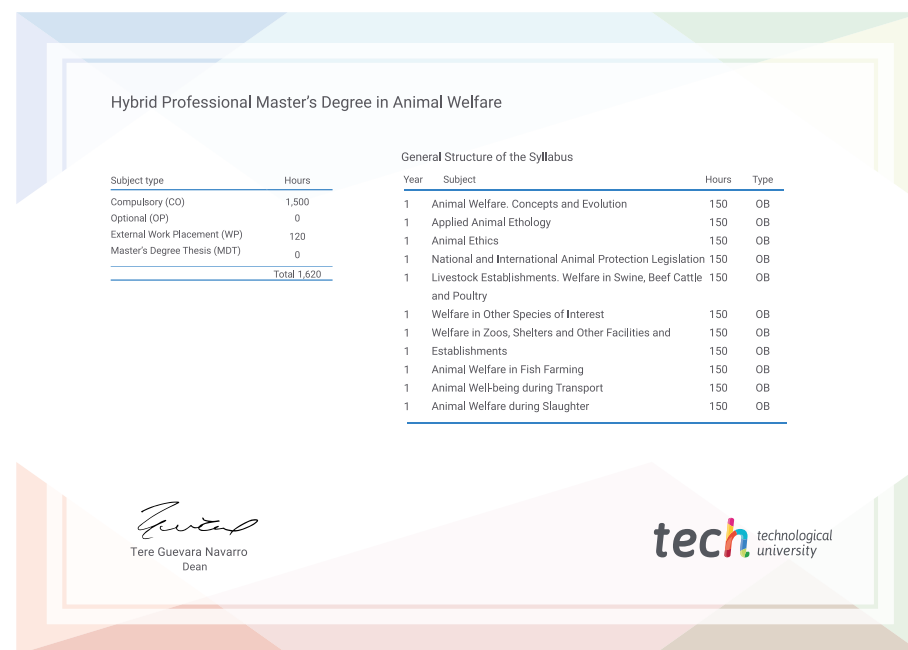 Hybrid Professional Master's Degree in Animal Welfare
Subject type Hours
Compulsory (CO) 1,500
Optional (OP) 0
External Work Placement (WP) 120
Master's Degree Thesis (MDT) 0
Total 1,620
General Structure of the Syllabus
Year Subject Hours Type
1 Animal Welfare. Concepts and Evolution 150 OB
1 Applied Animal Ethology 150 OB
1 Animal Ethics 150 OB
1 National and International Animal Protection Legislation 150 OB
1 Livestock Establishments. Welfare in Swine, Beef Cattle 150 OB
and Poultry
1 Welfare in Other Species of Interest 150 OB
1 Welfare in Zoos, Shelters and Other Facilities and 150 OB
1 Establishments 150 OB
1 Animal Welfare in Fish Farming 150 OB
1 Animal Well-being during Transport 150 OB
1 Animal Welfare during Slaughter 150 OB
Tere Guevara Navarro
Dean
tech technological
university